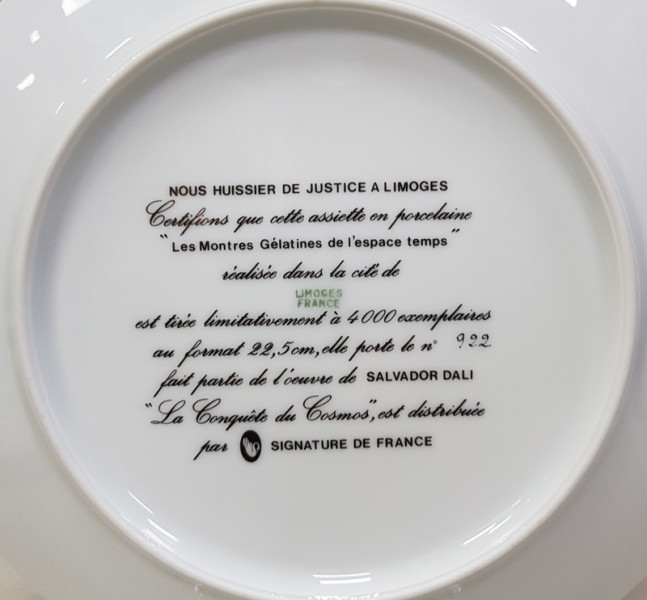 NOUS HUISSIER DE JUSTICE A LIMOGES
Certifions que cette assiette en porcelaine
"Les Montres Gélatines de l'espace temps"
réalisée dans la cité de
LIMOGES
FRANCE
est tirée limitativement à 4000 exemplaires
au format 22,5cm, elle porte le n° 922
fait partie de l'oeuvre de SALVADOR DALI
"La Conquête du Cosmos", est distribuée
par SIGNATURE DE FRANCE